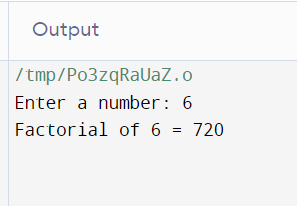 Output
/tmp/Po3zqRaUaZ.o
Enter a number: 6
Factorial of 6 = 720